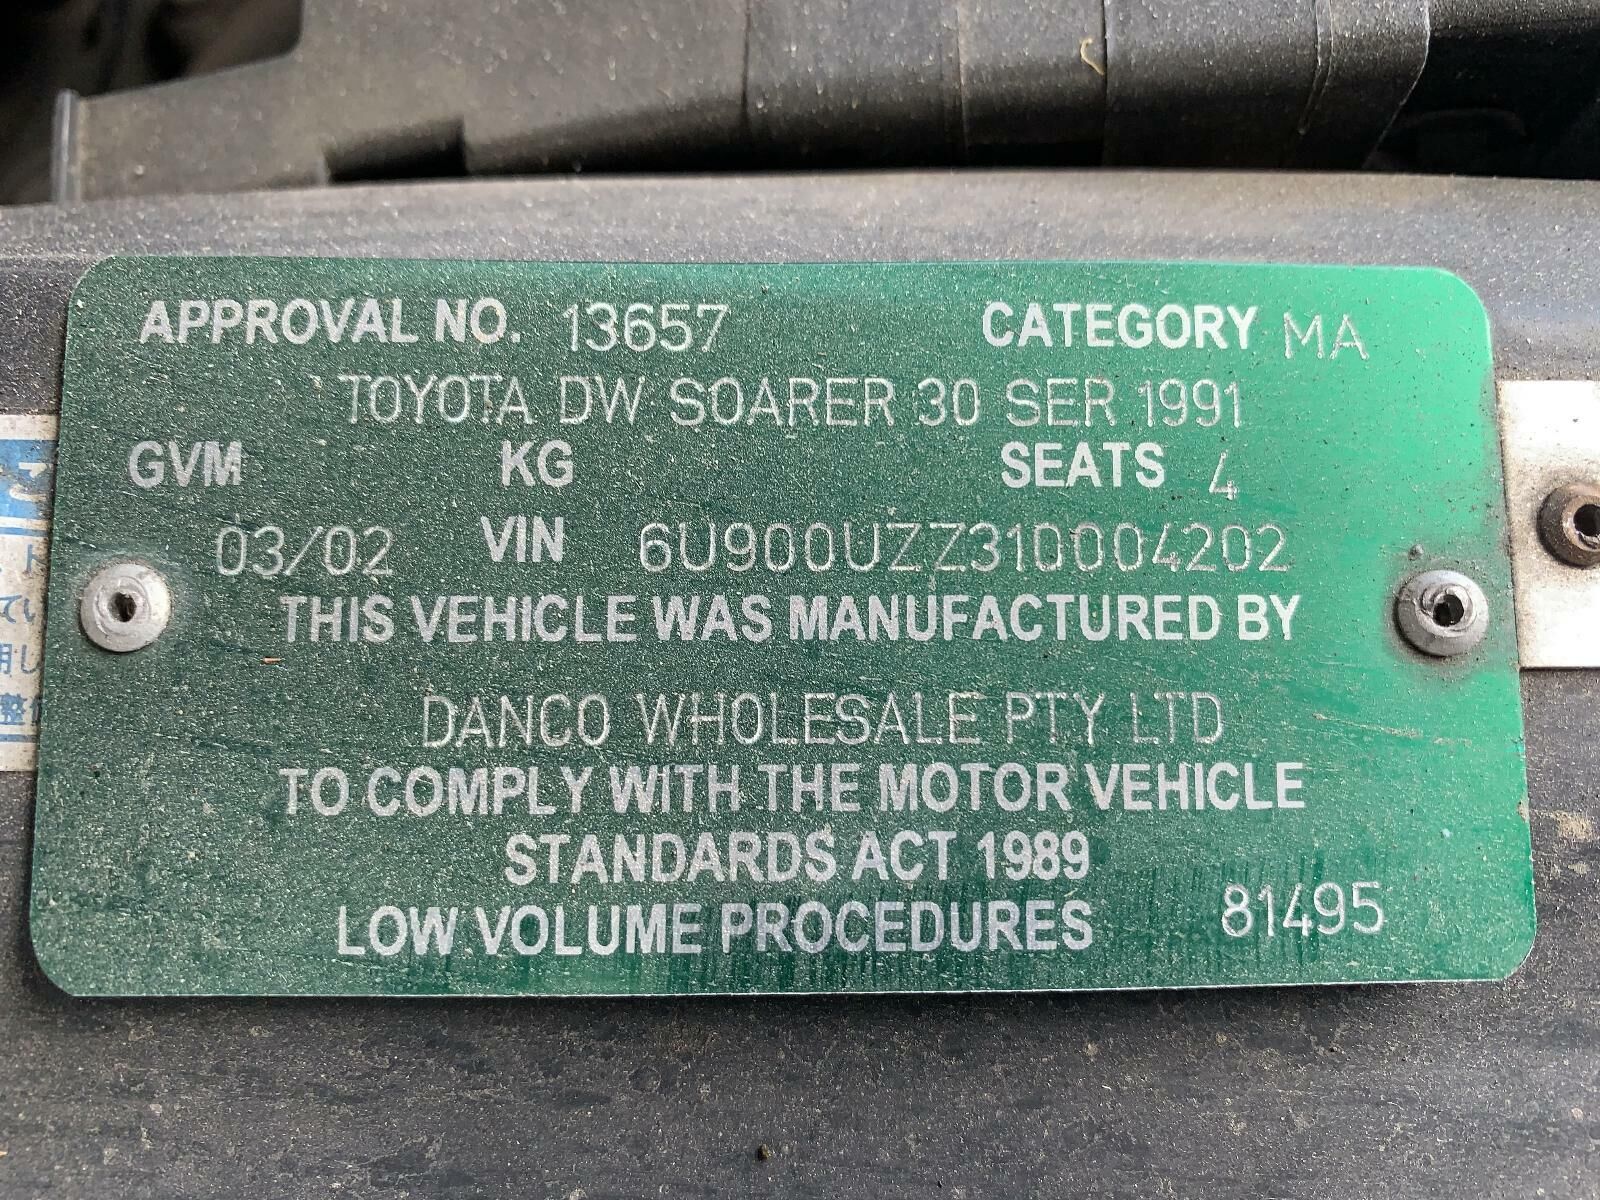 APPROVAL NO. 13657 CATEGORY MA
TOYOTA DW SOARER 30 SER 1991
GVM KG SEATS 4
03/02 VIN 6U900UZZ310004202
THIS VEHICLE WAS MANUFACTURED BY
DANCO WHOLESALE PTY LTD
TO COMPLY WITH THE MOTOR VEHICLE
STANDARDS ACT 1989
LOW VOLUME PROCEDURES 81495